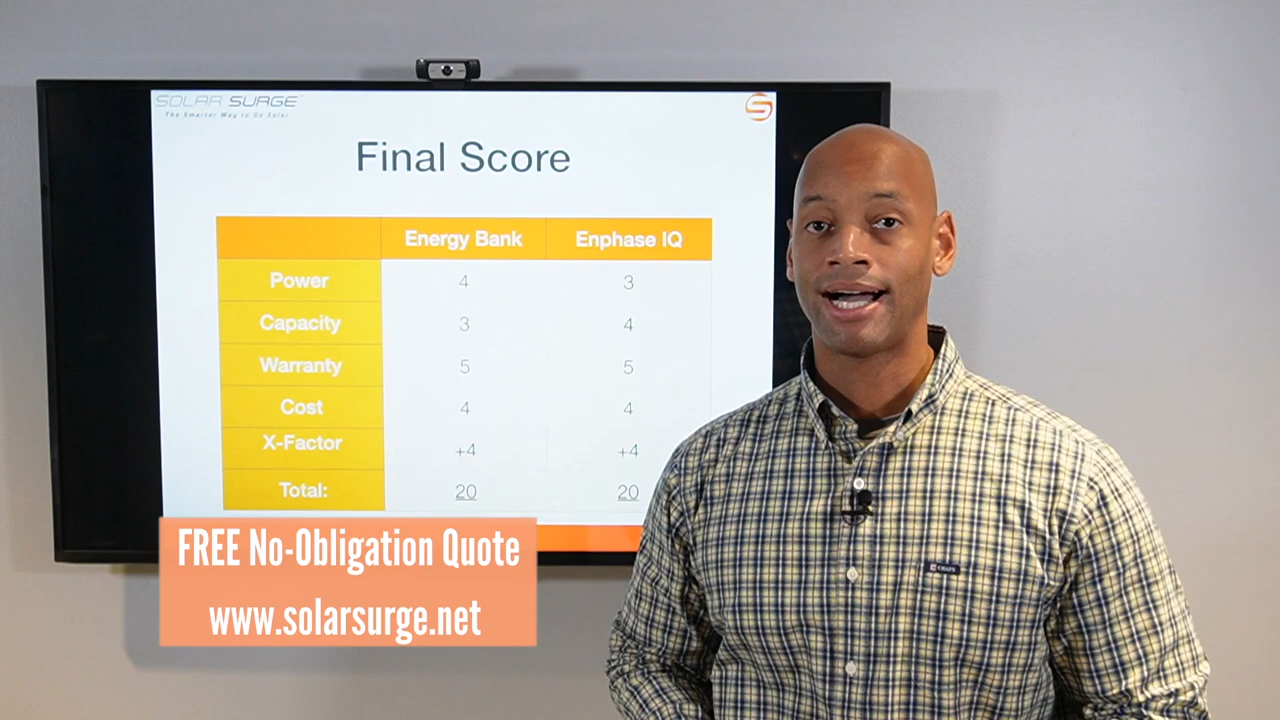 SOLAR SURGE
The Smarter Way to Go Solar
Final Score
Energy Bank Enphase IQ
Power 4 3
Capacity 3 4
Warranty 5 5
Cost 4 4
X-Factor +4 +4
Total: 20 20
FREE No-Obligation Quote
www.solarsurge.net
CHAPS